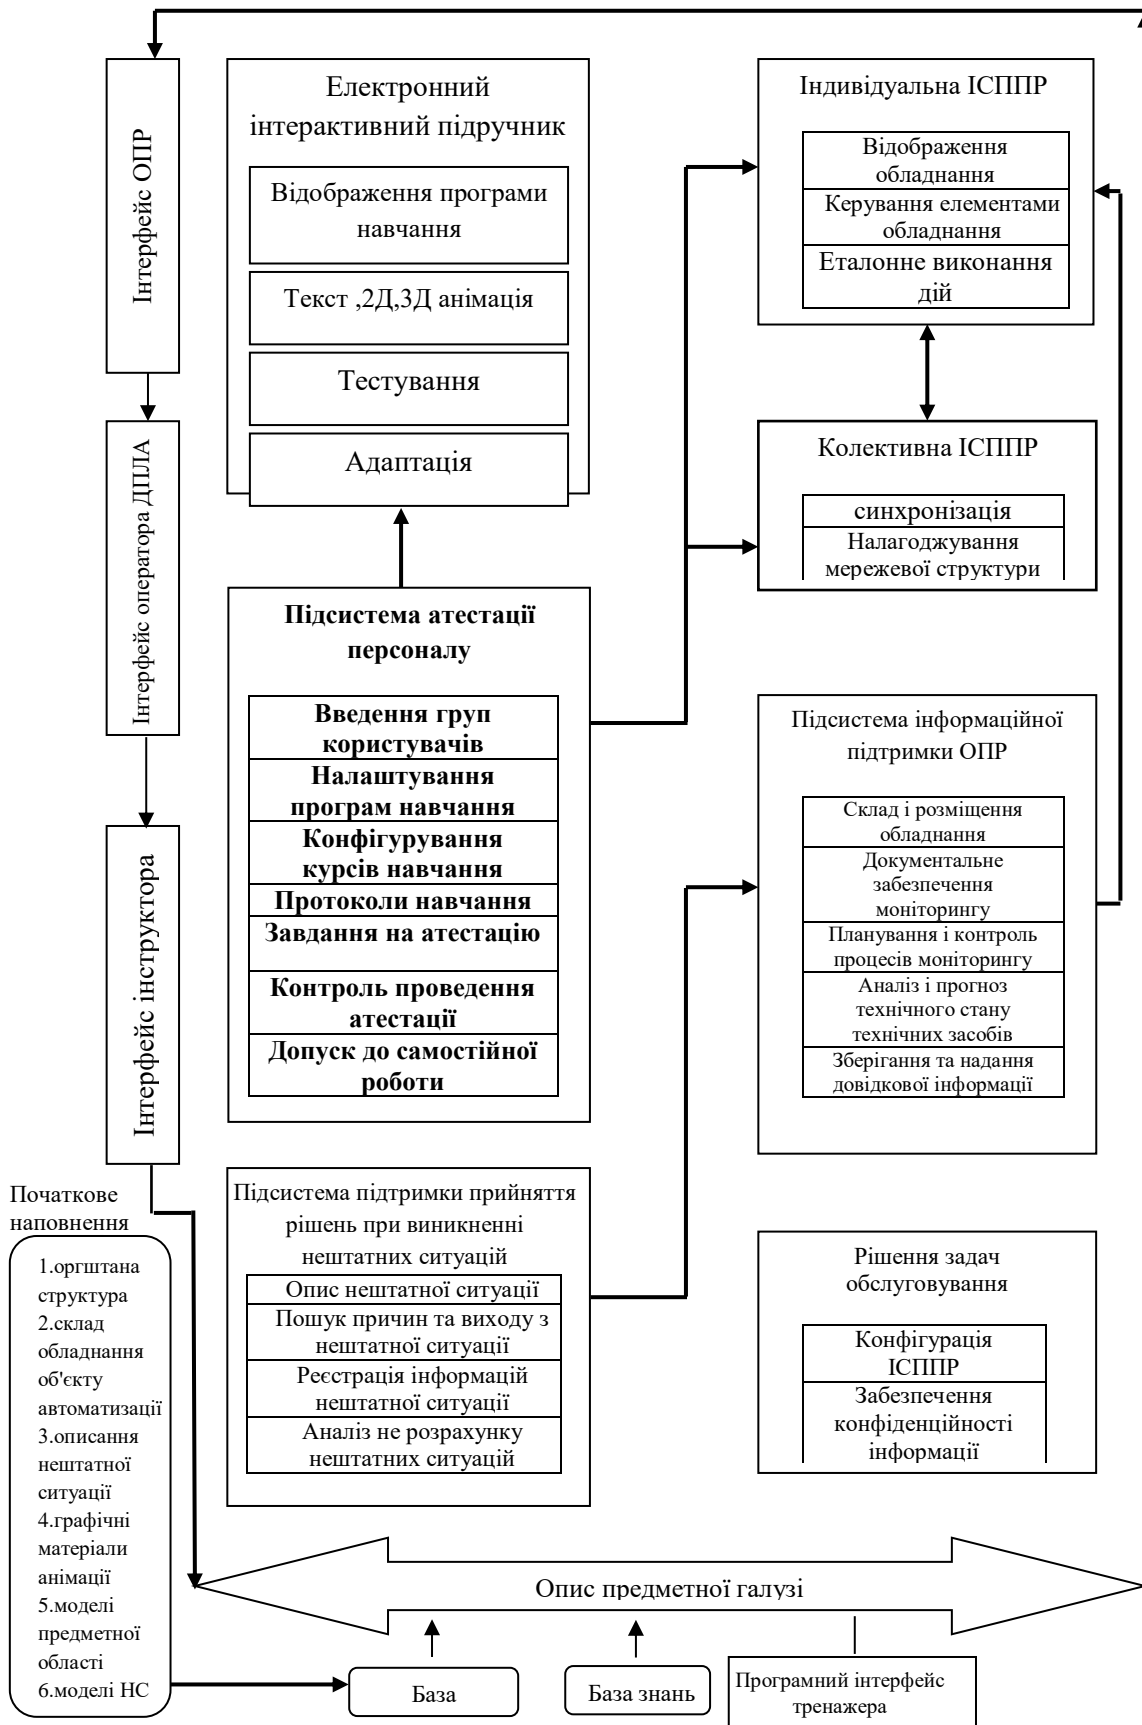 Інтерфейс ОПР
Інтерфейс оператора ДПЛА
Інтерфейс інструктора
Електронний
інтерактивний підручник
Відображення програми
навчання
Текст ,2Д,3Д анімація
Тестування
Адаптація
Індивідуальна ІСППР
Відображення
обладнання
Керування елементами
обладнання
Еталонне виконання
дій
Колективна ІСППР
синхронізація
Налагоджування
мережевої структури
Підсистема атестації
персоналу
Введення груп
користувачів
Налаштування
програм навчання
Конфігурування
курсів навчання
Протоколи навчання
Завдання на атестацію
Контроль проведення
атестації
Допуск до самостійної
роботи
Підсистема інформаційної
підтримки ОПР
Склад і розміщення
обладнання
Документальне
забезпечення
моніторингу
Планування і контроль
процесів моніторингу
Аналіз і прогноз
технічного стану
технічних засобів
Зберігання та надання
довідкової інформації
Підсистема підтримки прийняття
рішень при виникненні
нештатних ситуацій
Опис нештатної ситуації
Пошук причин та виходу з
нештатної ситуації
Реєстрація інформацій
нештатної ситуації
Аналіз не розрахунку
нештатних ситуацій
Рішення задач
обслуговування
Конфігурація
ІСППР
Забезпечення
конфіденційності
інформації
Початкове
наповнення
1.оргштана
структура
2.склад
обладнання
об'єкту
автоматизації
3.описання
нештатної
ситуації
4.графічні
матеріали
анімації
5.моделі
предметної
області
6.моделі НС
Опис предметної галузі
База
База знань
Програмний інтерфейс
тренажера